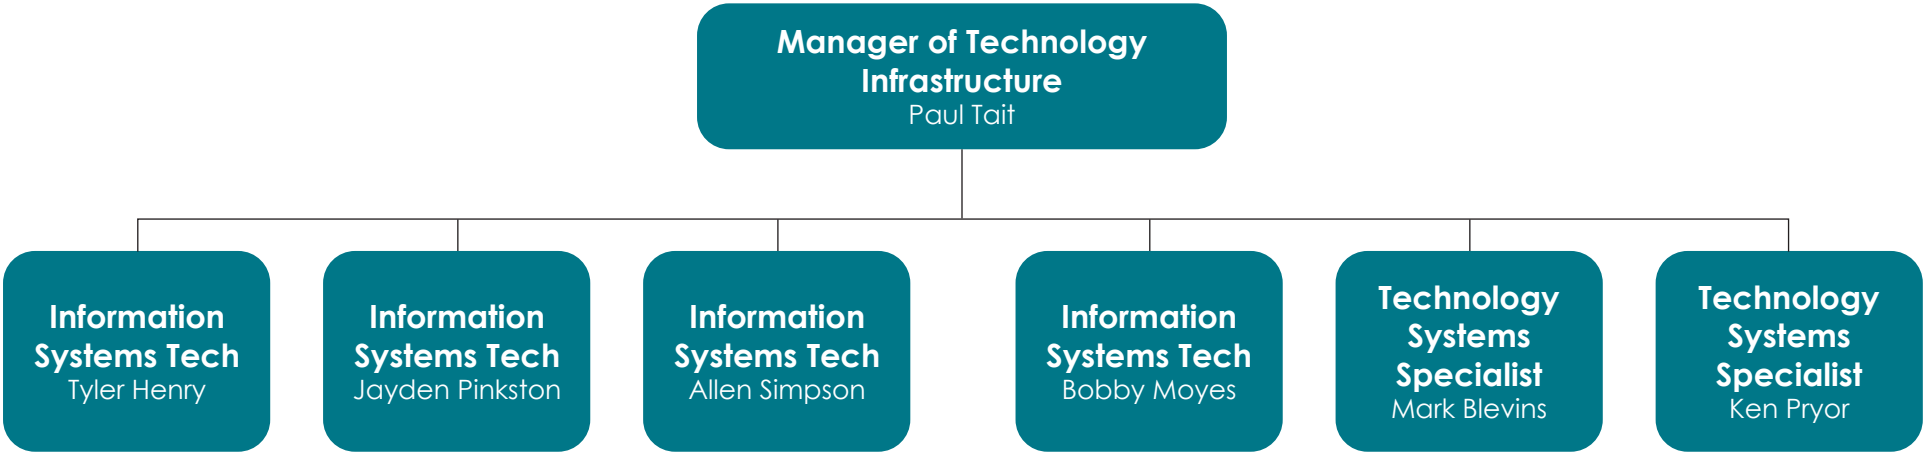 Manager of Technology
Infrastructure
Paul Tait
Information
Systems Tech
Tyler Henry
Information
Systems Tech
Jayden Pinkston
Information
Systems Tech
Allen Simpson
Information
Systems Tech
Bobby Moyes
Technology
Systems
Specialist
Mark Blevins
Technology
Systems
Specialist
Ken Pryor